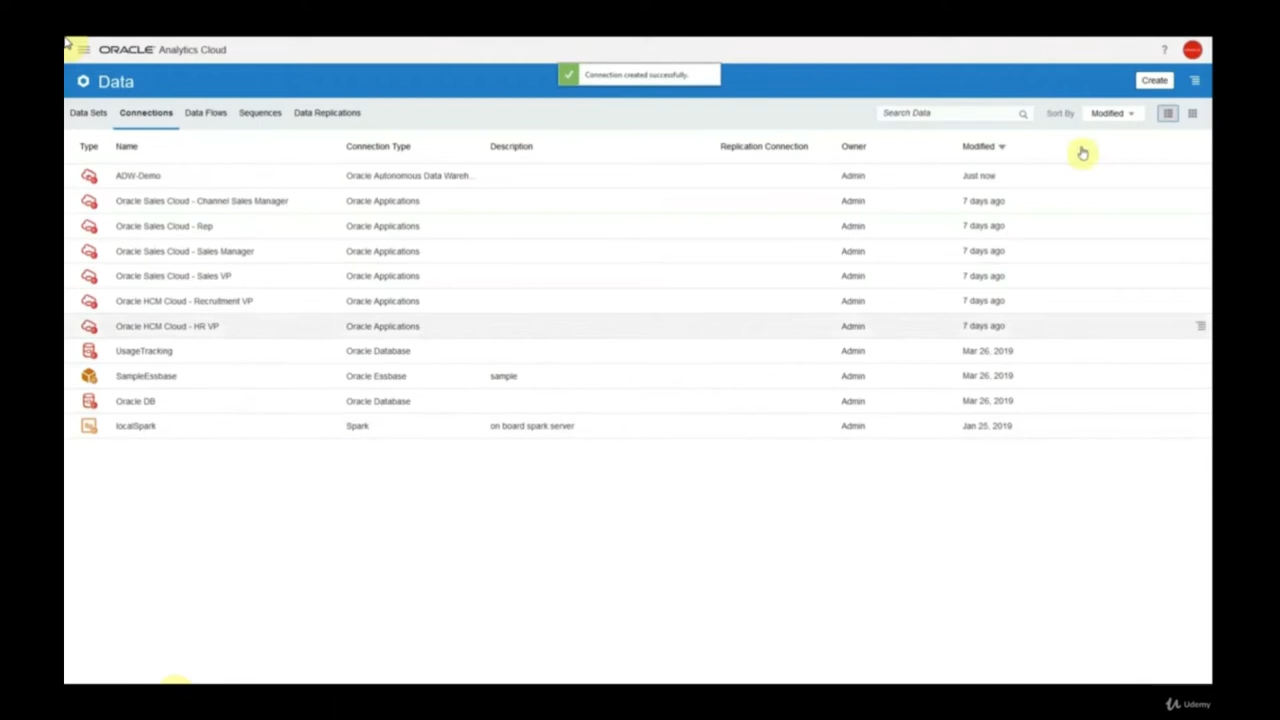 ORACLE Analytics Cloud ?
Data Connection created successfully. Create
Data Sets Connections Data Flows Sequences Data Replications Search Data Sort By Modified
Type Name Connection Type Description Replication Connection Owner Modified
ADW-Demo Oracle Autonomous Data Wareh... Admin Just now
Oracle Sales Cloud - Channel Sales Manager Oracle Applications Admin 7 days ago
Oracle Sales Cloud - Rep Oracle Applications Admin 7 days ago
Oracle Sales Cloud - Sales Manager Oracle Applications Admin 7 days ago
Oracle Sales Cloud - Sales VP Oracle Applications Admin 7 days ago
Oracle HCM Cloud - Recruitment VP Oracle Applications Admin 7 days ago
Oracle HCM Cloud - HR VP Oracle Applications Admin 7 days ago
UsageTracking Oracle Database Admin Mar 26, 2019
SampleEssbase Oracle Essbase sample Admin Mar 26, 2019
Oracle DB Oracle Database Admin Mar 26, 2019
localSpark Spark on board spark server Admin Jan 25, 2019
Udemy